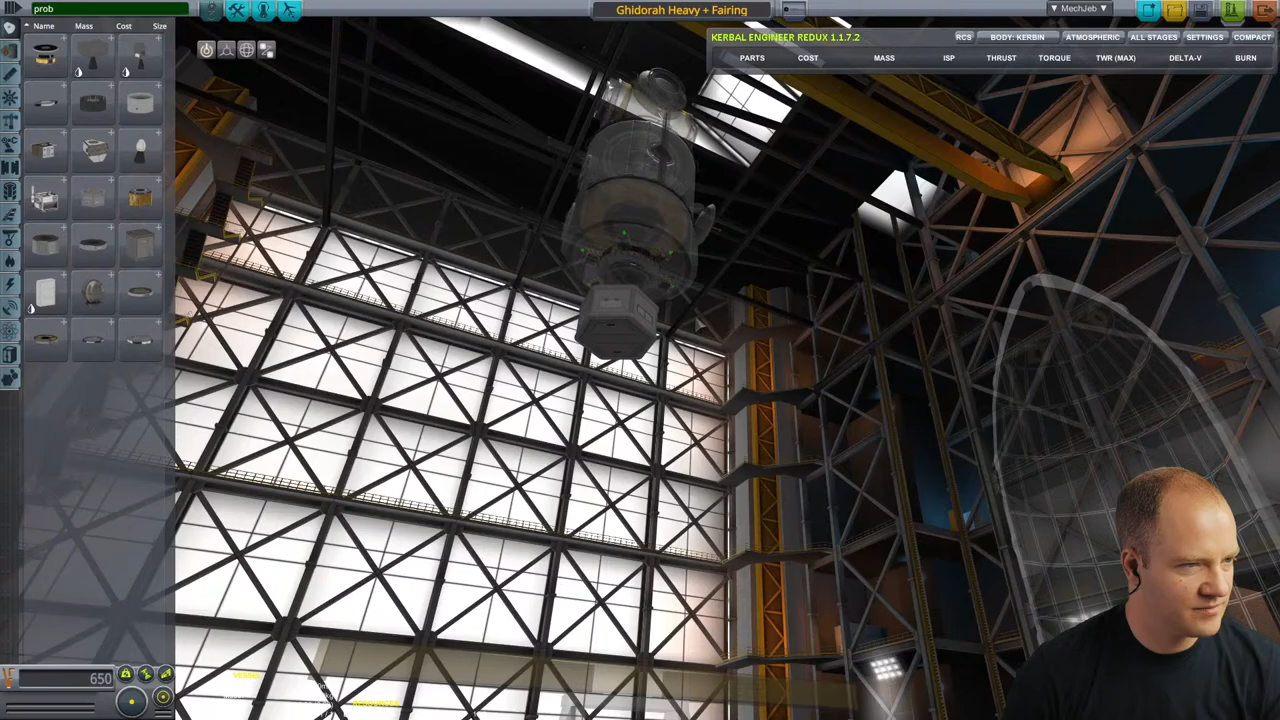 prob
Ghidorah Heavy + Fairing
▼ MechJeb ▼
Name Mass Cost Size
KERBAL ENGINEER REDUX 1.1.7.2
RCS BODY: KERBIN ATMOSPHERIC ALL STAGES SETTINGS COMPACT
PARTS COST MASS ISP THRUST TORQUE TWR (MAX) DELTA-V BURN
650